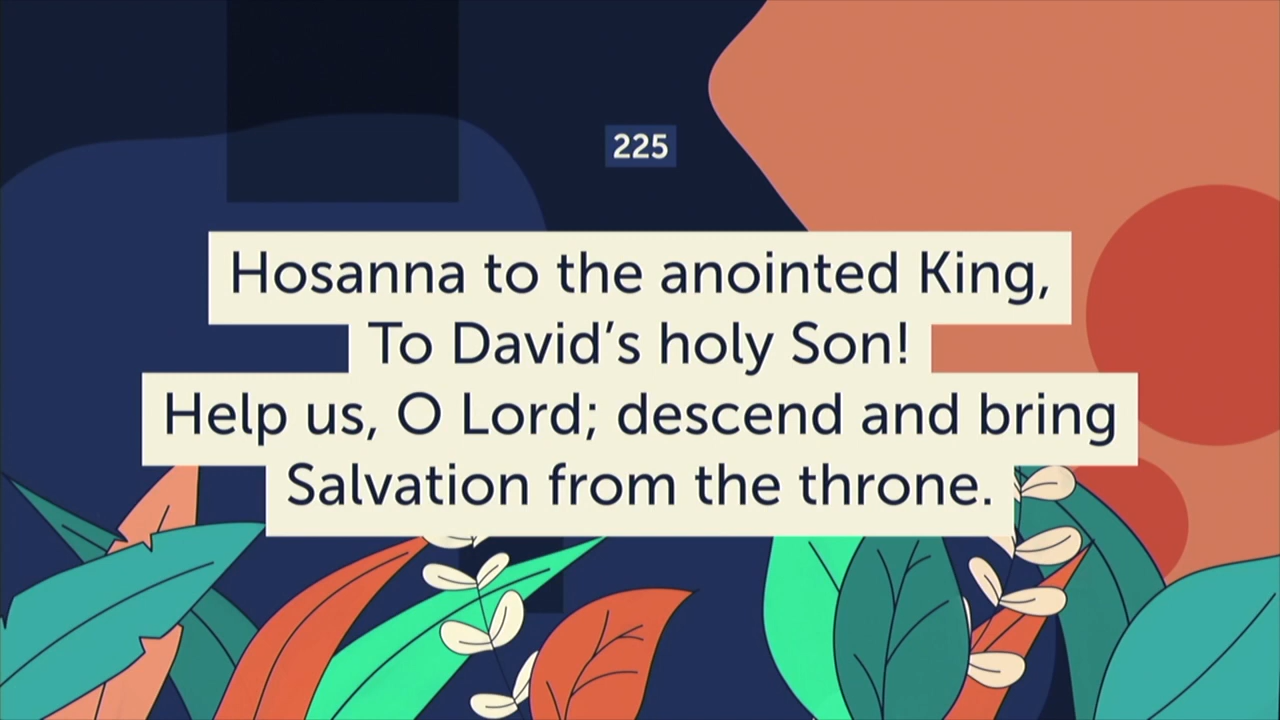 225
Hosanna to the anointed King,
To David’s holy Son!
Help us, O Lord; descend and bring
Salvation from the throne.